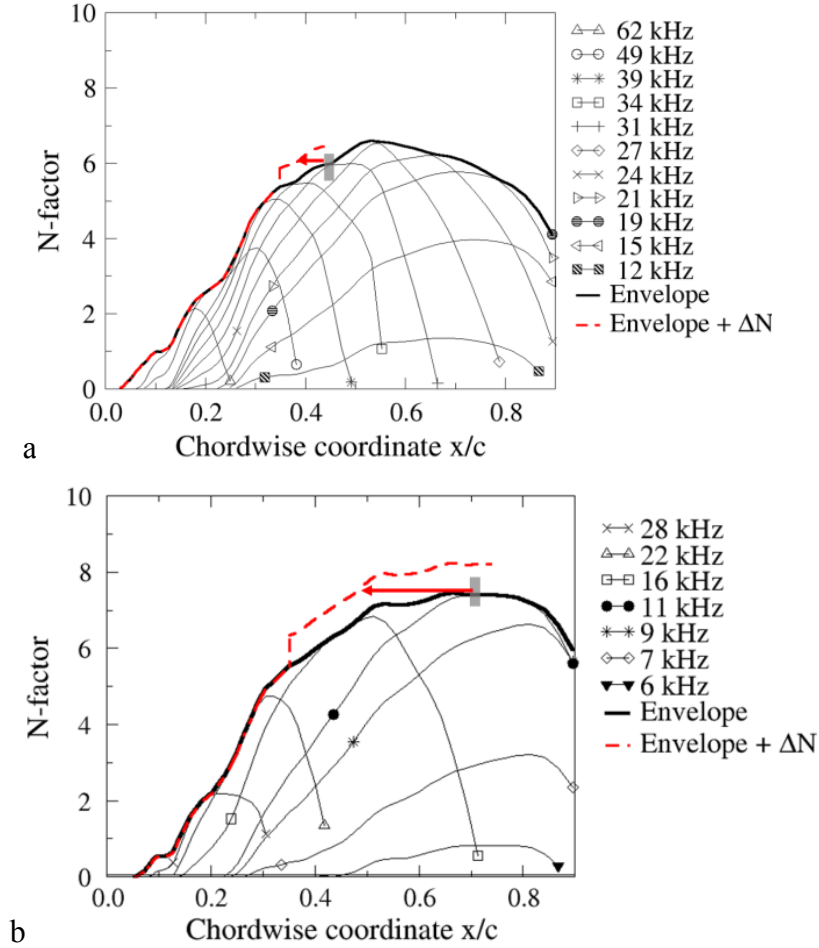 10
8
6
4
2
0
N-factor
0.0 0.2 0.4 0.6 0.8
Chordwise coordinate x/c
62 kHz
49 kHz
39 kHz
34 kHz
31 kHz
27 kHz
24 kHz
21 kHz
19 kHz
15 kHz
12 kHz
Envelope
Envelope + ΔN
a
10
8
6
4
2
0
N-factor
0.0 0.2 0.4 0.6 0.8
Chordwise coordinate x/c
28 kHz
22 kHz
16 kHz
11 kHz
9 kHz
7 kHz
6 kHz
Envelope
Envelope + ΔN
b